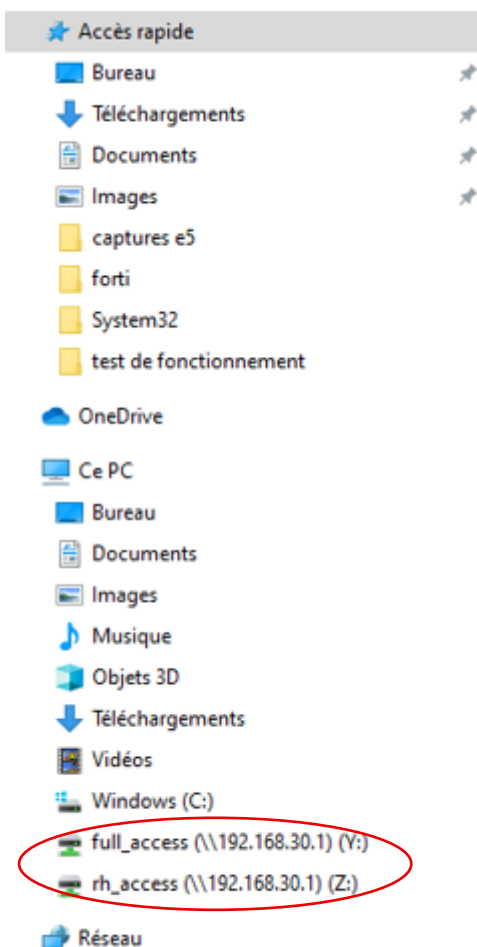 Accès rapide
Bureau
Téléchargements
Documents
Images
captures e5
forti
System32
test de fonctionnement
OneDrive
Ce PC
Bureau
Documents
Images
Musique
Objets 3D
Téléchargements
Vidéos
Windows (C:)
full_access (\\192.168.30.1) (Y:)
rh_access (\\192.168.30.1) (Z:)
Réseau